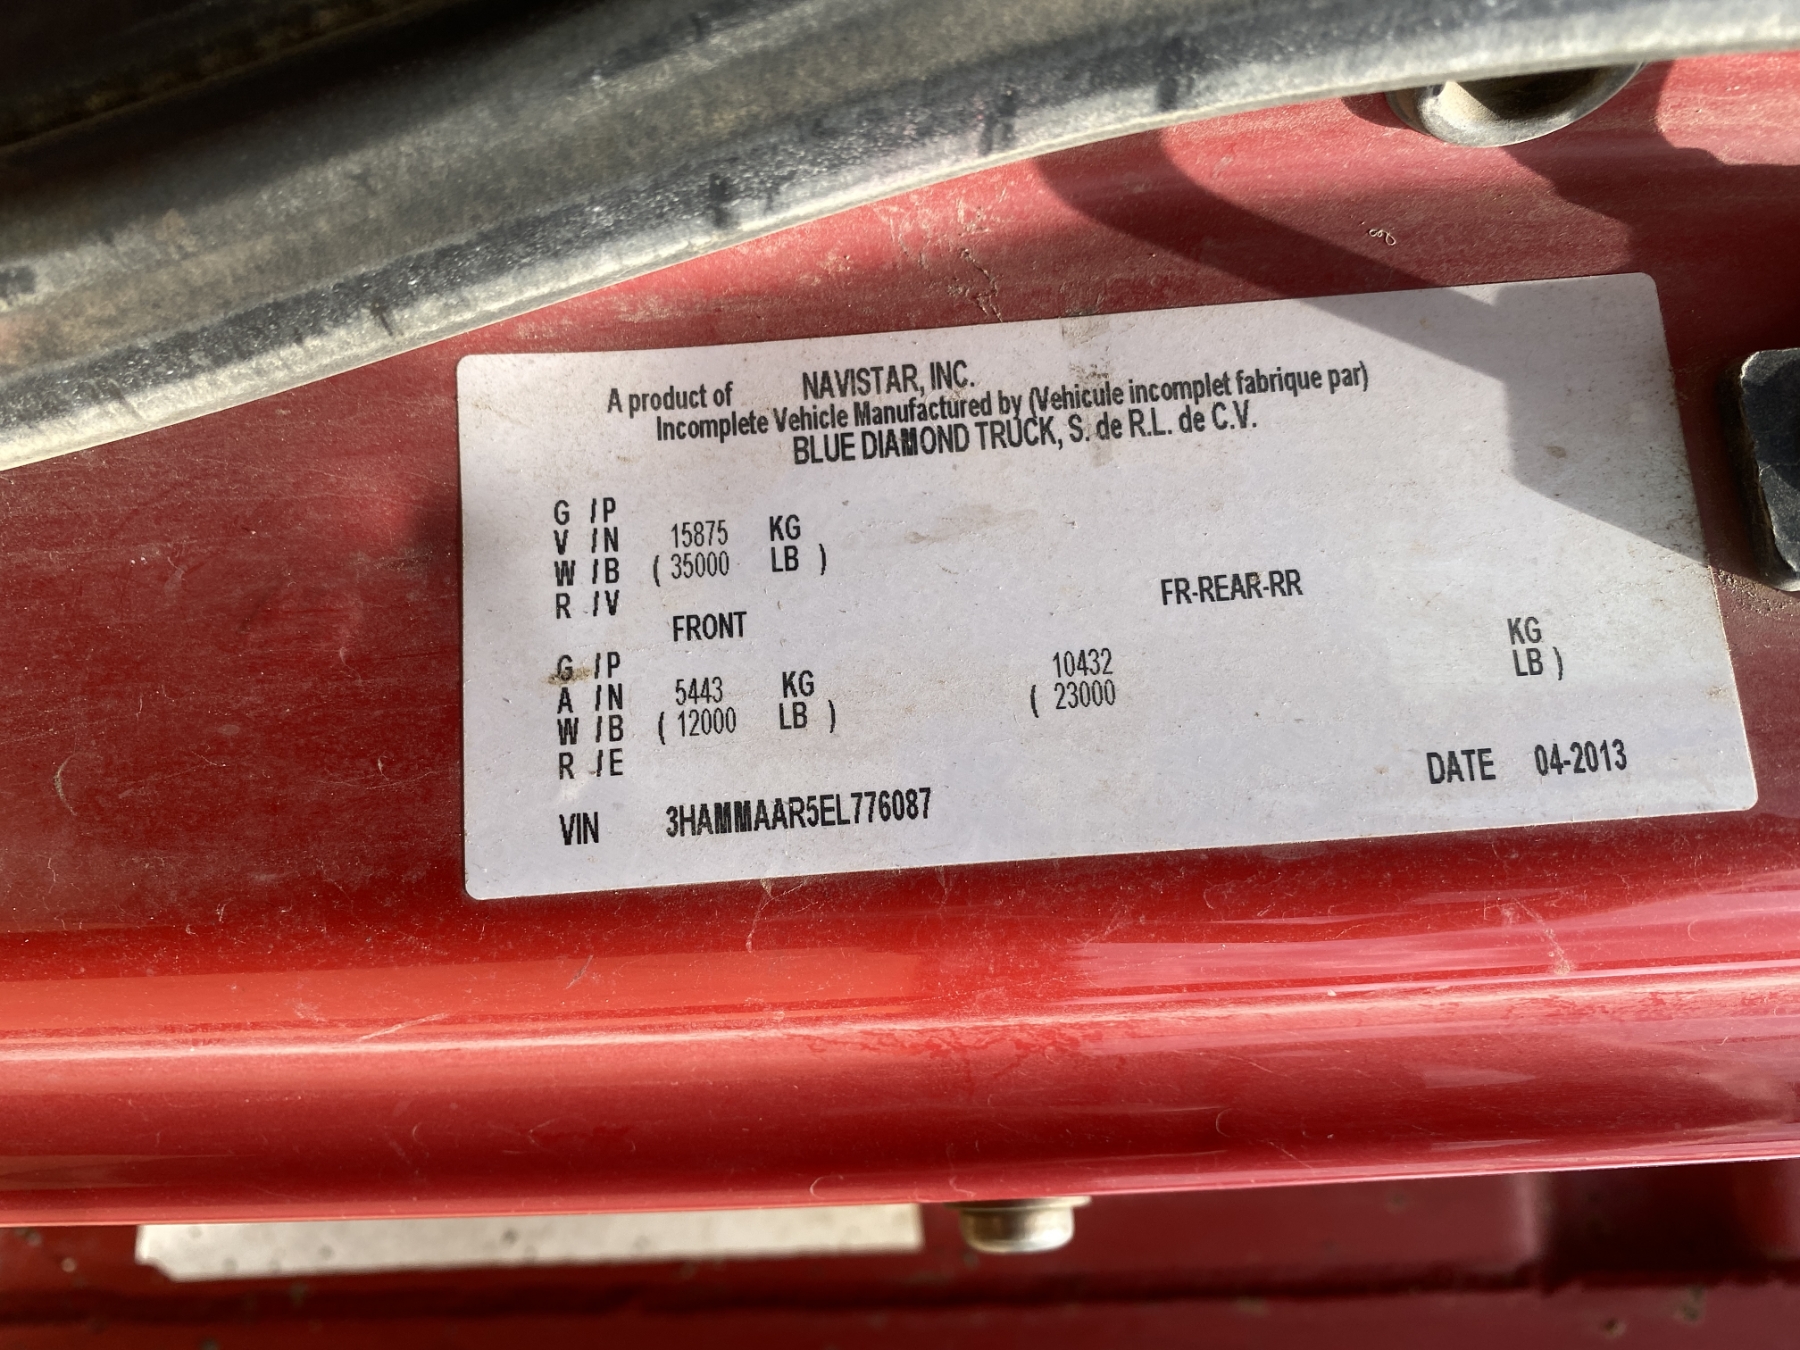 A product of NAVISTAR, INC.
Incomplete Vehicle Manufactured by (Vehicule incomplet fabrique par)
BLUE DIAMOND TRUCK, S. de R.L. de C.V.
G /P
V /N 15875 KG
W /B ( 35000 LB )
R /V
FRONT FR-REAR-RR
G /P
A /N 5443 KG 10432 KG
W /B ( 12000 LB ) ( 23000 LB )
R /E
VIN 3HAMMAAR5EL776087 DATE 04-2013